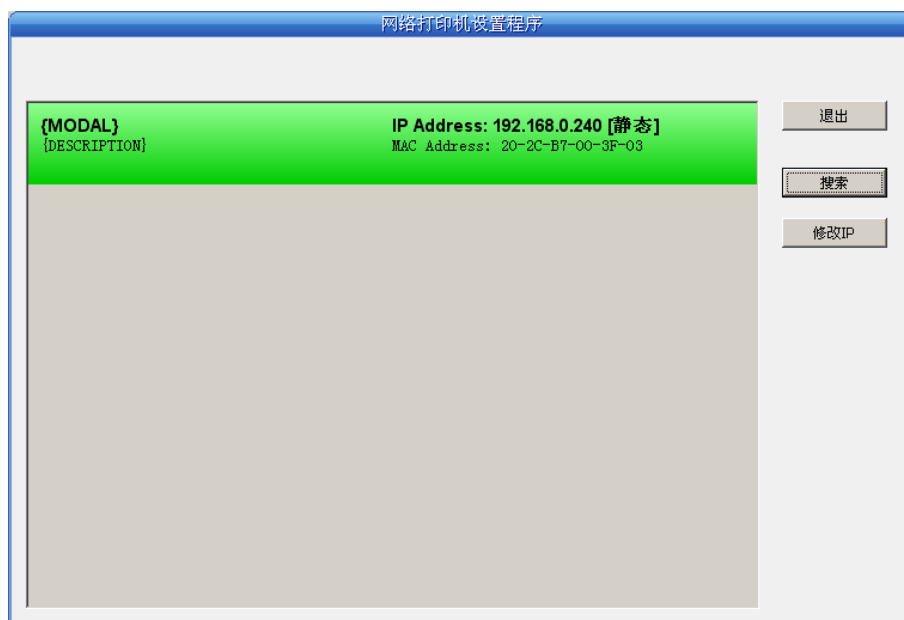 网络打印机设置程序
{MODAL} IP Address: 192.168.0.240 [静态]
{DESCRIPTION} MAC Address: 20-2C-B7-00-3F-03
退出
搜索
修改IP